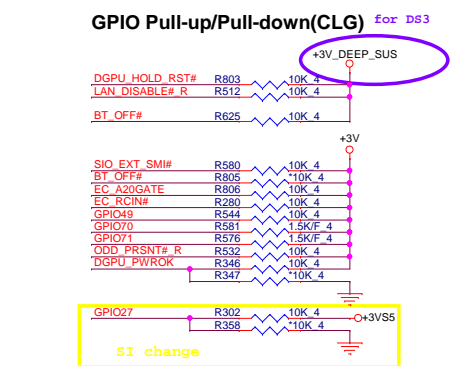 GPIO Pull-up/Pull-down(CLG) for DS3
+3V_DEEP_SUS
DGPU_HOLD_RST# R803 10K_4
LAN_DISABLE#_R R512 10K_4
BT_OFF# R625 10K_4
+3V
SIO_EXT_SMI# R580 10K_4
BT_OFF# R805 *10K_4
EC_A20GATE R806 10K_4
EC_RCIN# R280 10K_4
GPIO49 R544 10K_4
GPIO70 R581 1.5K/F_4
GPIO71 R576 1.5K/F_4
ODD_PRSNT#_R R532 10K_4
DGPU_PWROK R346 10K_4
R347 *10K_4
GPIO27 R302 10K_4 +3VS5
R358 *10K_4
SI change